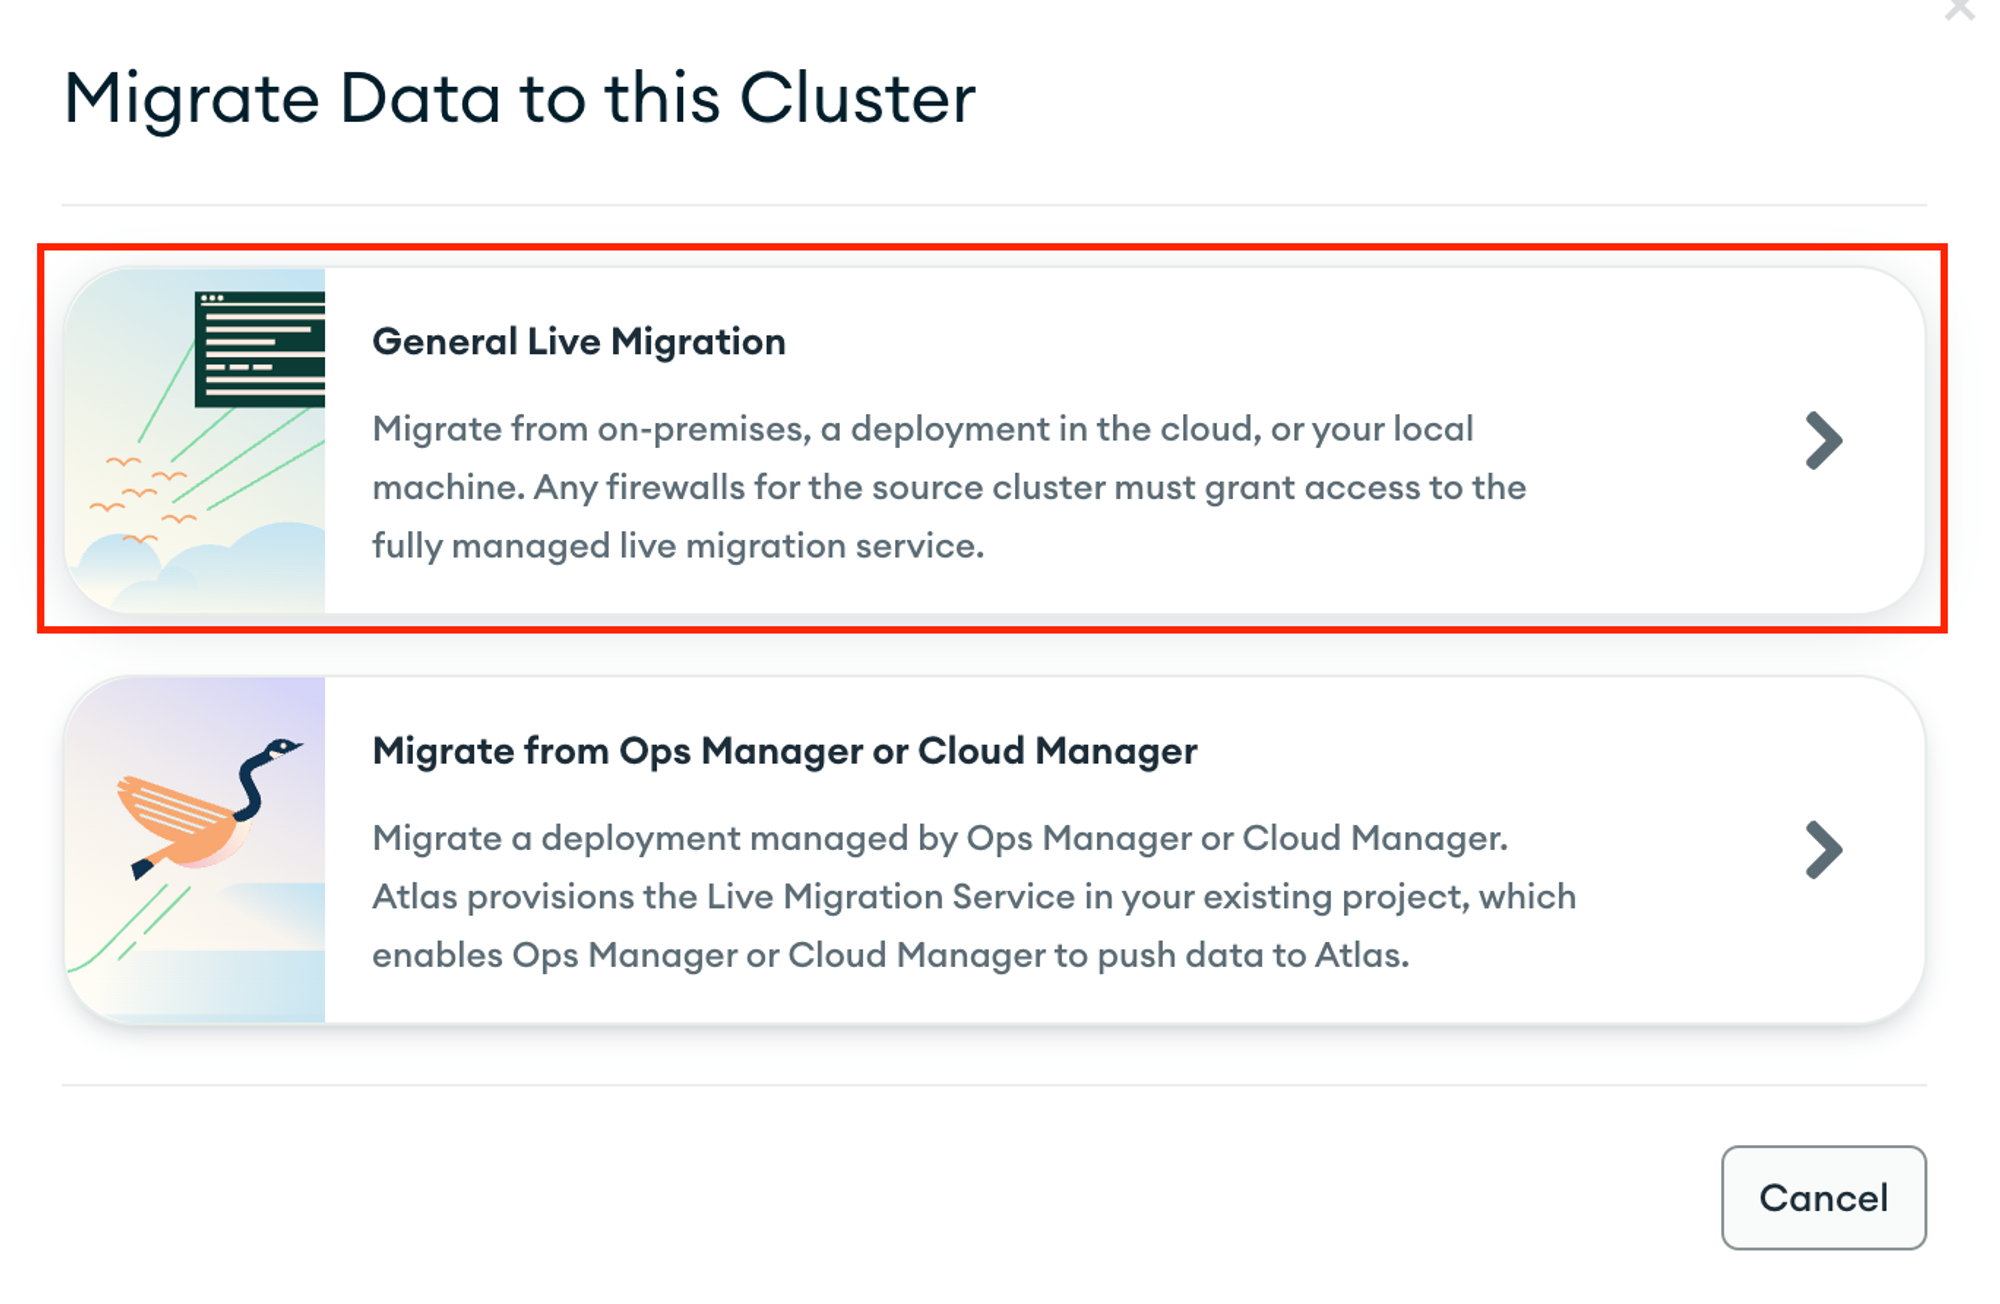 Migrate Data to this Cluster
General Live Migration
Migrate from on-premises, a deployment in the cloud, or your local
machine. Any firewalls for the source cluster must grant access to the
fully managed live migration service.
Migrate from Ops Manager or Cloud Manager
Migrate a deployment managed by Ops Manager or Cloud Manager.
Atlas provisions the Live Migration Service in your existing project, which
enables Ops Manager or Cloud Manager to push data to Atlas.
Cancel